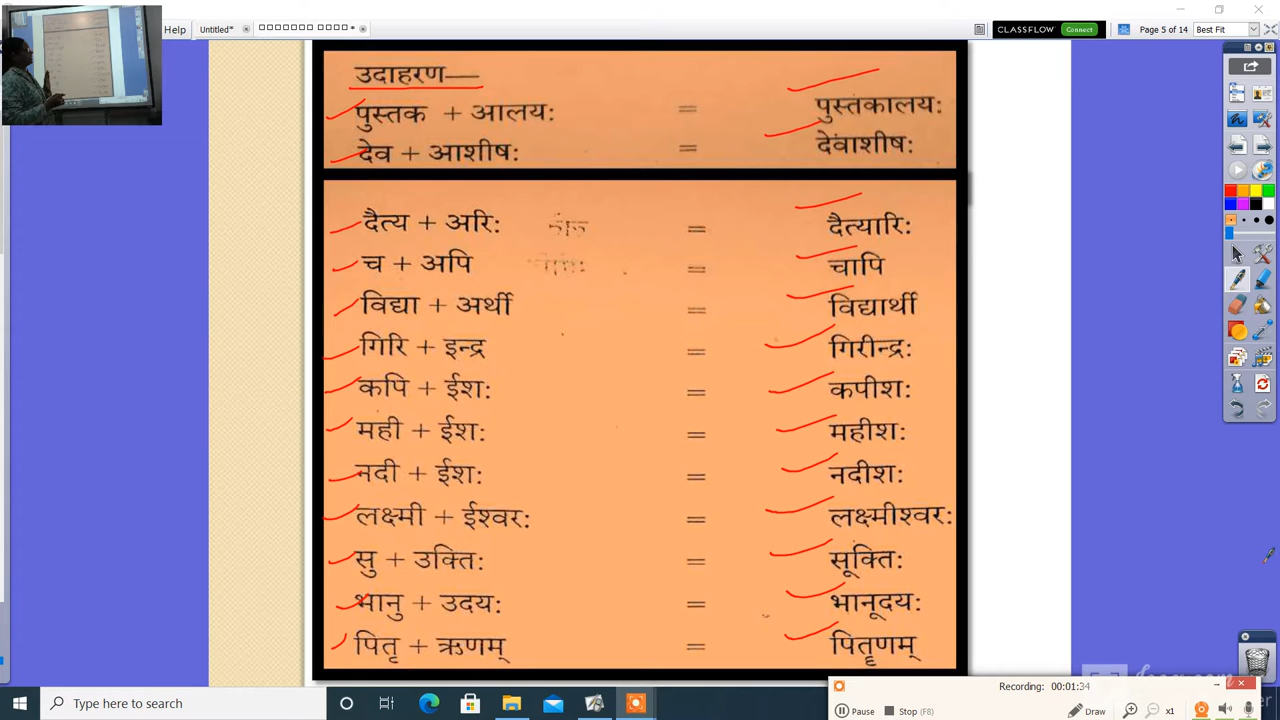 Help Untitled* CLASSFLOW Connect Page 5 of 14 Best Fit
उदाहरण—
पुस्तक + आलय: = पुस्तकालय:
देव + आशीष: = देवाशीष:
दैत्य + अरि: = दैत्यारि:
च + अपि = चापि
विद्या + अर्थी = विद्यार्थी
गिरि + इन्द्र = गिरीन्द्र:
कपि + ईश: = कपीश:
मही + ईश: = महीश:
नदी + ईश: = नदीश:
लक्ष्मी + ईश्वर: = लक्ष्मीश्वर:
सु + उक्ति: = सूक्ति:
भानु + उदय: = भानूदय:
पितृ + ऋणम् = पितॄणम्
Recording: 00:01:34
Pause Stop (F8) Draw x1
Type here to search